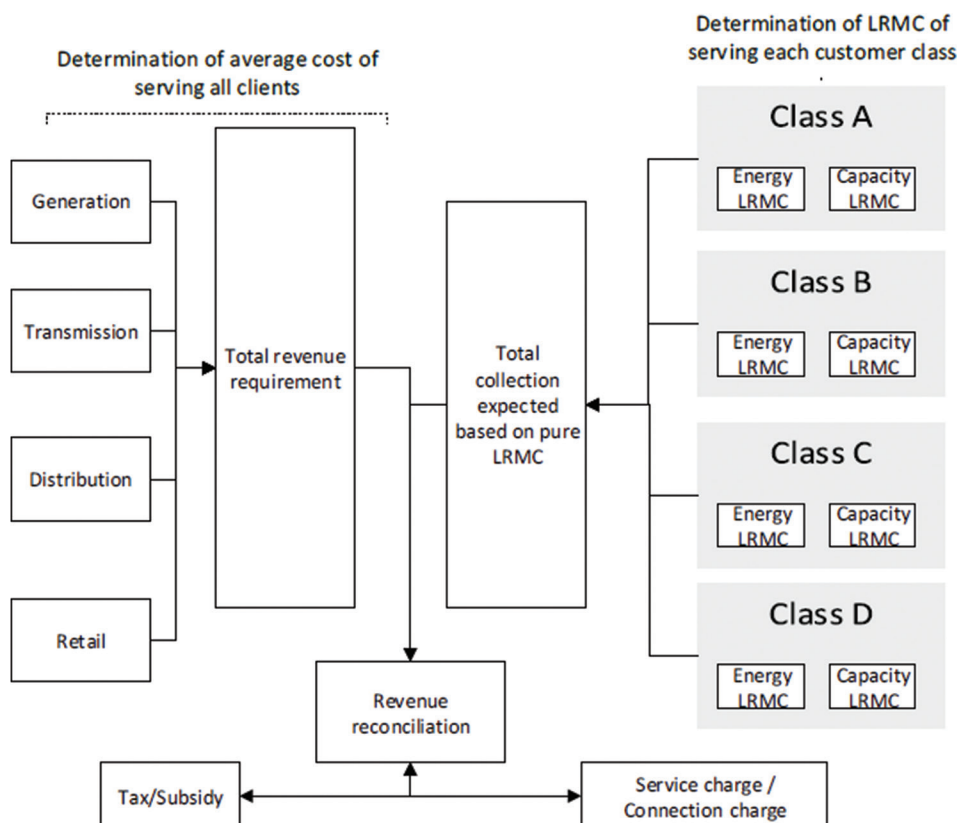 Determination of average cost of
serving all clients
Generation
Transmission
Distribution
Retail
Total revenue
requirement
Total
collection
expected
based on pure
LRMC
Determination of LRMC of
serving each customer class
Class A
Energy
LRMC
Capacity
LRMC
Class B
Energy
LRMC
Capacity
LRMC
Class C
Energy
LRMC
Capacity
LRMC
Class D
Energy
LRMC
Capacity
LRMC
Revenue
reconciliation
Tax/Subsidy
Service charge /
Connection charge